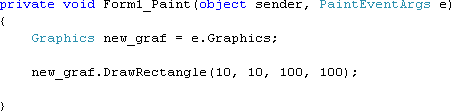 private void Form1_Paint(object sender, PaintEventArgs e)
{
    Graphics new_graf = e.Graphics;
    new_graf.DrawRectangle(10, 10, 100, 100);
}